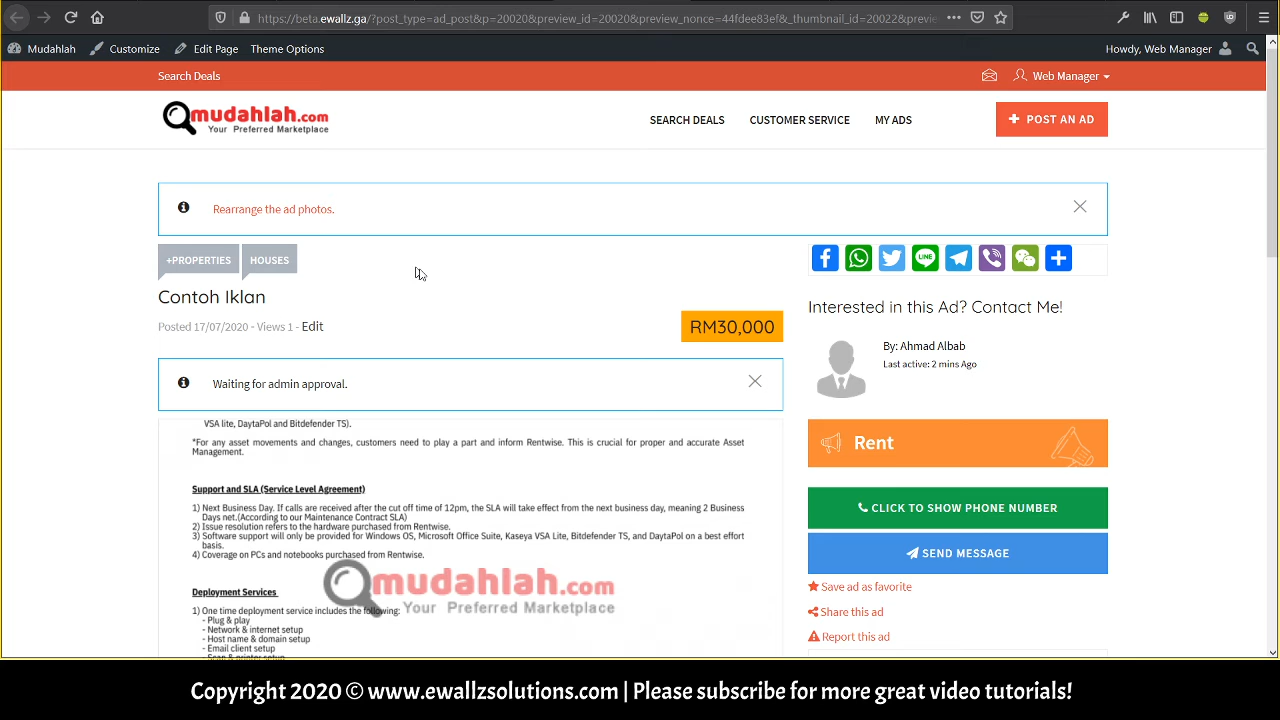 https://beta.ewallz.ga/?post_type=ad_post&p=20020&preview_id=20020&preview_nonce=44fdee83ef&_thumbnail_id=20022&previe
Mudahlah Customize Edit Page Theme Options Howdy, Web Manager
Search Deals Web Manager
mudahlah.com
Your Preferred Marketplace
SEARCH DEALS CUSTOMER SERVICE MY ADS + POST AN AD
Rearrange the ad photos.
+PROPERTIES HOUSES
Contoh Iklan
Posted 17/07/2020 - Views 1 - Edit
RM30,000
Waiting for admin approval.
VSA lite, DaytaPol and Bitdefender TS).
*For any asset movements and changes, customers need to play a part and inform Rentwise. This is crucial for proper and accurate Asset
Management.
Support and SLA (Service Level Agreement)
1) Next Business Day. If calls are received after the cut off time of 12pm, the SLA will take effect from the next business day, meaning 2 Business
Days net.(According to our Maintenance Contract SLA)
2) Issue resolution refers to the hardware purchased from Rentwise.
3) Software support will only be provided for Windows OS, Microsoft Office Suite, Kaseya VSA Lite, Bitdefender TS, and DaytaPol on a best effort
basis.
4) Coverage on PCs and notebooks purchased from Rentwise.
Deployment Services
1) One time deployment service includes the following:
- Plug & play
- Network & internet setup
- Host name & domain setup
- Email client setup
- Scan & printer setup
mudahlah.com
Your Preferred Marketplace
Interested in this Ad? Contact Me!
By: Ahmad Albab
Last active: 2 mins Ago
Rent
CLICK TO SHOW PHONE NUMBER
SEND MESSAGE
Save ad as favorite
Share this ad
Report this ad
Copyright 2020 © www.ewallzsolutions.com | Please subscribe for more great video tutorials!